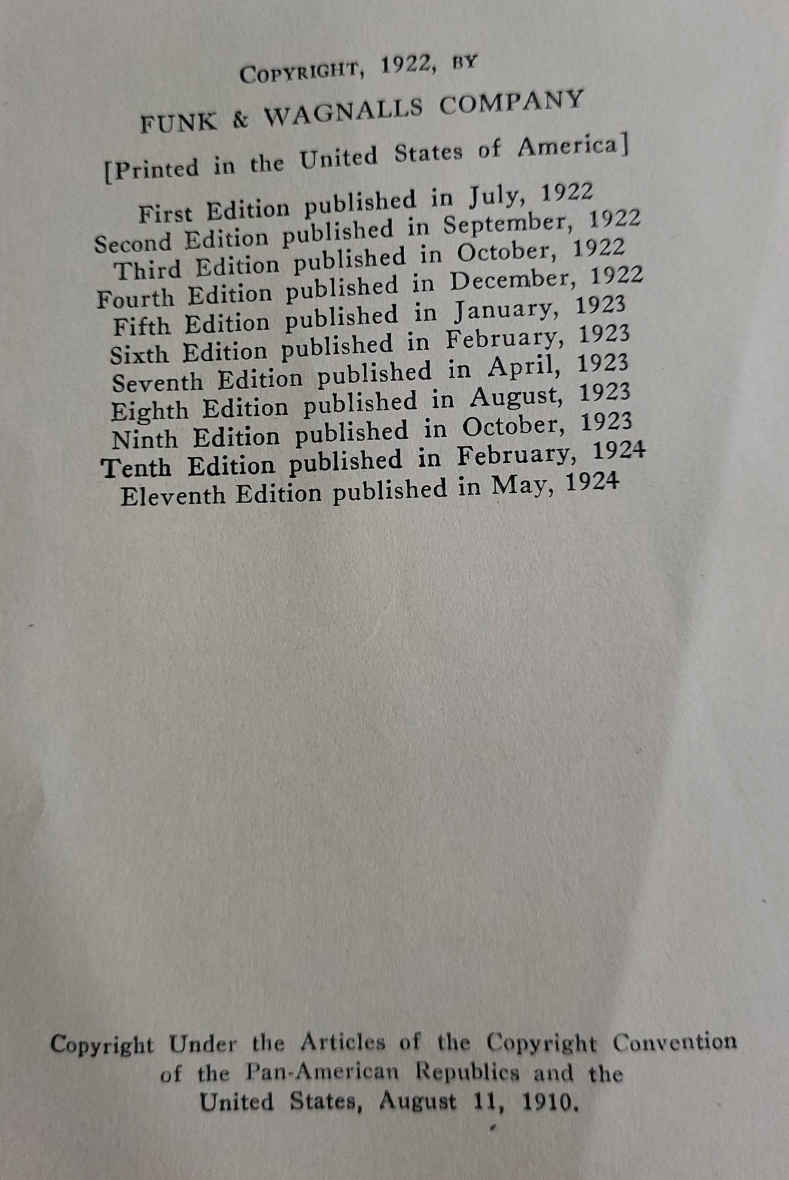 COPYRIGHT, 1922, BY
FUNK & WAGNALLS COMPANY
[Printed in the United States of America]
First Edition published in July, 1922
Second Edition published in September, 1922
Third Edition published in October, 1922
Fourth Edition published in December, 1922
Fifth Edition published in January, 1923
Sixth Edition published in February, 1923
Seventh Edition published in April, 1923
Eighth Edition published in August, 1923
Ninth Edition published in October, 1923
Tenth Edition published in February, 1924
Eleventh Edition published in May, 1924
Copyright Under the Articles of the Copyright Convention
of the Pan-American Republics and the
United States, August 11, 1910.